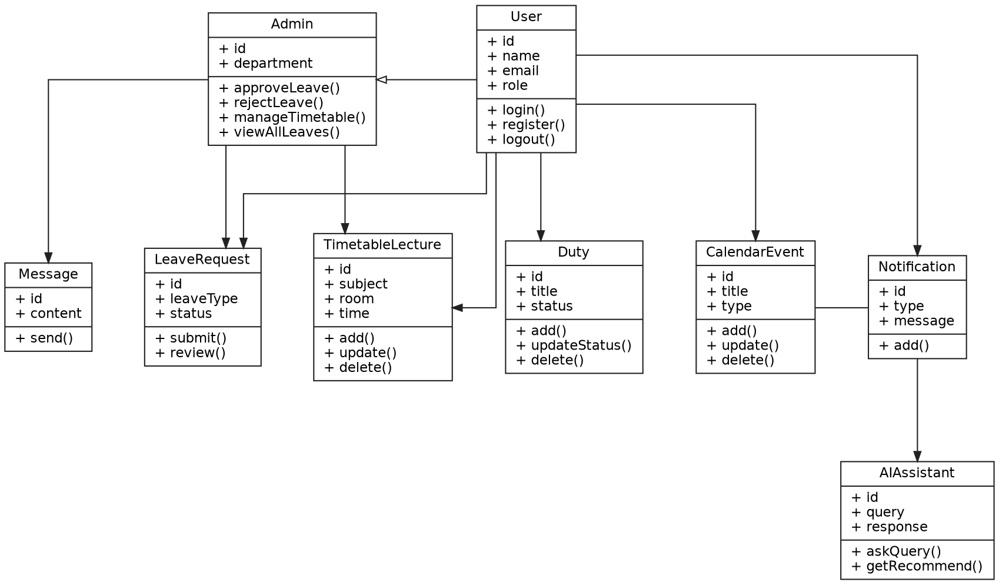 Admin
+ id
+ department
+ approveLeave()
+ rejectLeave()
+ manageTimetable()
+ viewAllLeaves()
User
+ id
+ name
+ email
+ role
+ login()
+ register()
+ logout()
Message
+ id
+ content
+ send()
LeaveRequest
+ id
+ leaveType
+ status
+ submit()
+ review()
TimetableLecture
+ id
+ subject
+ room
+ time
+ add()
+ update()
+ delete()
Duty
+ id
+ title
+ status
+ add()
+ updateStatus()
+ delete()
CalendarEvent
+ id
+ title
+ type
+ add()
+ update()
+ delete()
Notification
+ id
+ type
+ message
+ add()
AIAssistant
+ id
+ query
+ response
+ askQuery()
+ getRecommend()